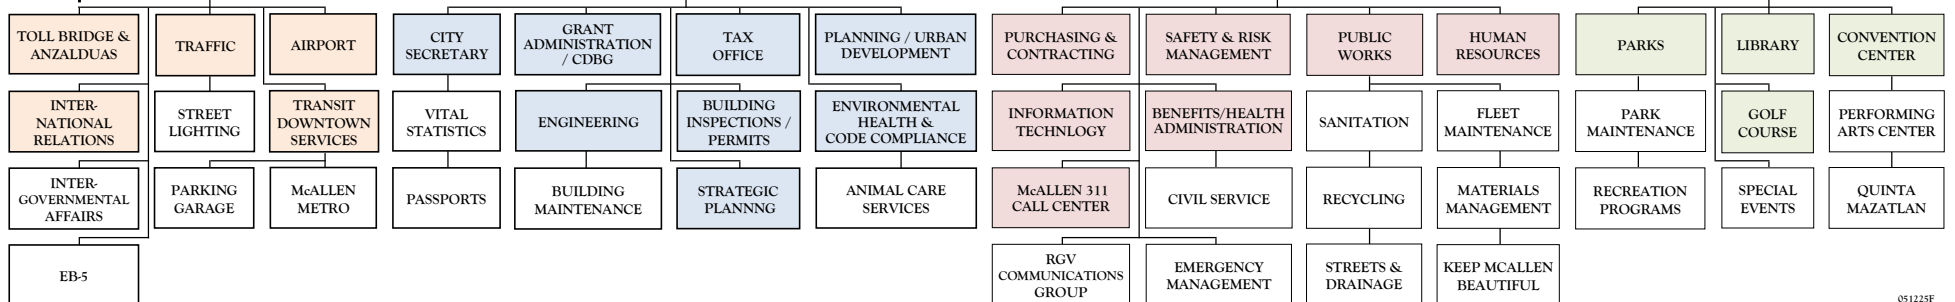 TOLL BRIDGE &
ANZALDUAS
TRAFFIC
AIRPORT
CITY
SECRETARY
GRANT
ADMINISTRATION
/ CDBG
TAX
OFFICE
PLANNING / URBAN
DEVELOPMENT
PURCHASING &
CONTRACTING
SAFETY & RISK
MANAGEMENT
PUBLIC
WORKS
HUMAN
RESOURCES
PARKS
LIBRARY
CONVENTION
CENTER
INTER-
NATIONAL
RELATIONS
STREET
LIGHTING
TRANSIT
DOWNTOWN
SERVICES
VITAL
STATISTICS
ENGINEERING
BUILDING
INSPECTIONS /
PERMITS
ENVIRONMENTAL
HEALTH &
CODE COMPLIANCE
INFORMATION
TECHNLOGY
BENEFITS/HEALTH
ADMINISTRATION
SANITATION
FLEET
MAINTENANCE
PARK
MAINTENANCE
GOLF
COURSE
PERFORMING
ARTS CENTER
INTER-
GOVERNMENTAL
AFFAIRS
PARKING
GARAGE
McALLEN
METRO
PASSPORTS
BUILDING
MAINTENANCE
STRATEGIC
PLANNNG
ANIMAL CARE
SERVICES
McALLEN 311
CALL CENTER
CIVIL SERVICE
RECYCLING
MATERIALS
MANAGEMENT
RECREATION
PROGRAMS
SPECIAL
EVENTS
QUINTA
MAZATLAN
EB-5
RGV
COMMUNICATIONS
GROUP
EMERGENCY
MANAGEMENT
STREETS &
DRAINAGE
KEEP MCALLEN
BEAUTIFUL
051225F